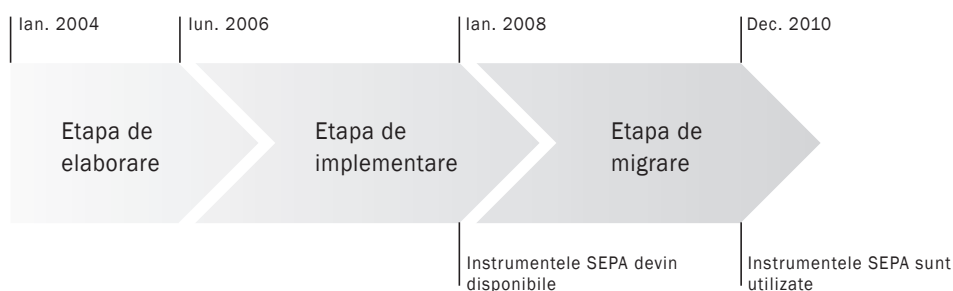 Ian. 2004
Iun. 2006
Ian. 2008
Dec. 2010
Etapa de
elaborare
Etapa de
implementare
Etapa de
migrare
Instrumentele SEPA devin
disponibile
Instrumentele SEPA sunt
utilizate